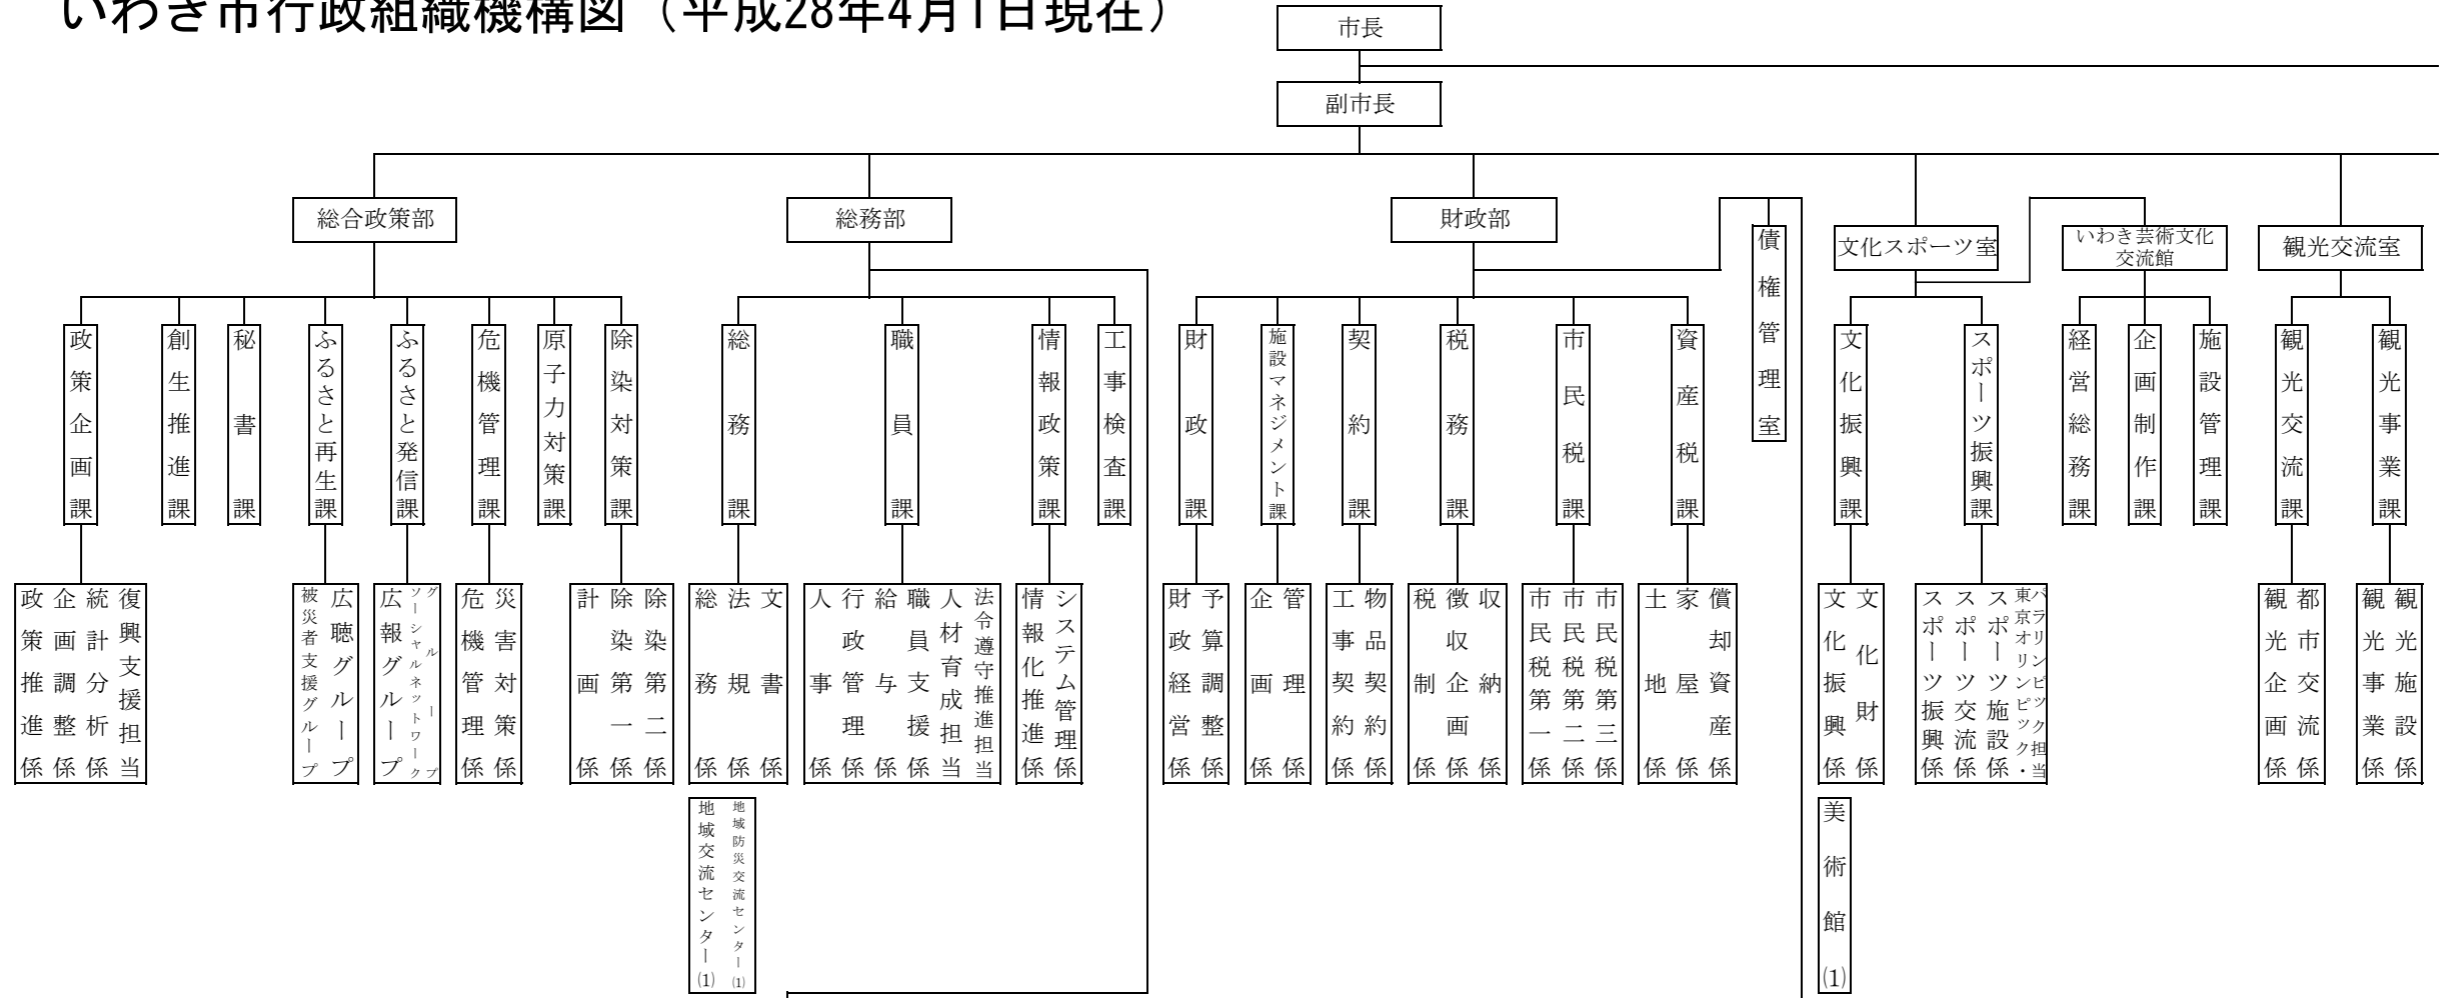 いわき市行政組織機構図（平成28年4月1日現在）
市長
副市長
総合政策部
総務部
財政部
債権管理室
文化スポーツ室
いわき芸術文化
交流館
観光交流室
政策企画課
創生推進課
秘書課
ふるさと再生課
ふるさと発信課
危機管理課
原子力対策課
除染対策課
総務課
職員課
情報政策課
工事検査課
財政課
施設マネジメント課
契約課
税務課
市民税課
資産税課
文化振興課
スポーツ振興課
経営総務課
企画制作課
施設管理課
観光交流課
観光事業課
政策推進係
企画調整係
統計分析係
復興支援担当
被災者支援グループ
広聴グループ
広報グループ
ソーシャルネットワーク
グループ
危機管理係
災害対策係
計画係
除染第一係
除染第二係
総務係
法規係
文書係
人事係
行政管理係
給与係
職員支援係
人材育成担当
法令遵守推進担当
情報化推進係
システム管理係
財政経営係
予算調整係
企画係
管理係
工事契約係
物品契約係
税制係
徴収企画係
収納係
市民税第一係
市民税第二係
市民税第三係
土地係
家屋係
償却資産係
文化振興係
文化財係
スポーツ振興係
スポーツ交流係
スポーツ施設係
東京オリンピック・
パラリンピック担当
観光企画係
都市交流係
観光事業係
観光施設係
地域交流センター(1)
地域防災交流センター(1)
美術館(1)